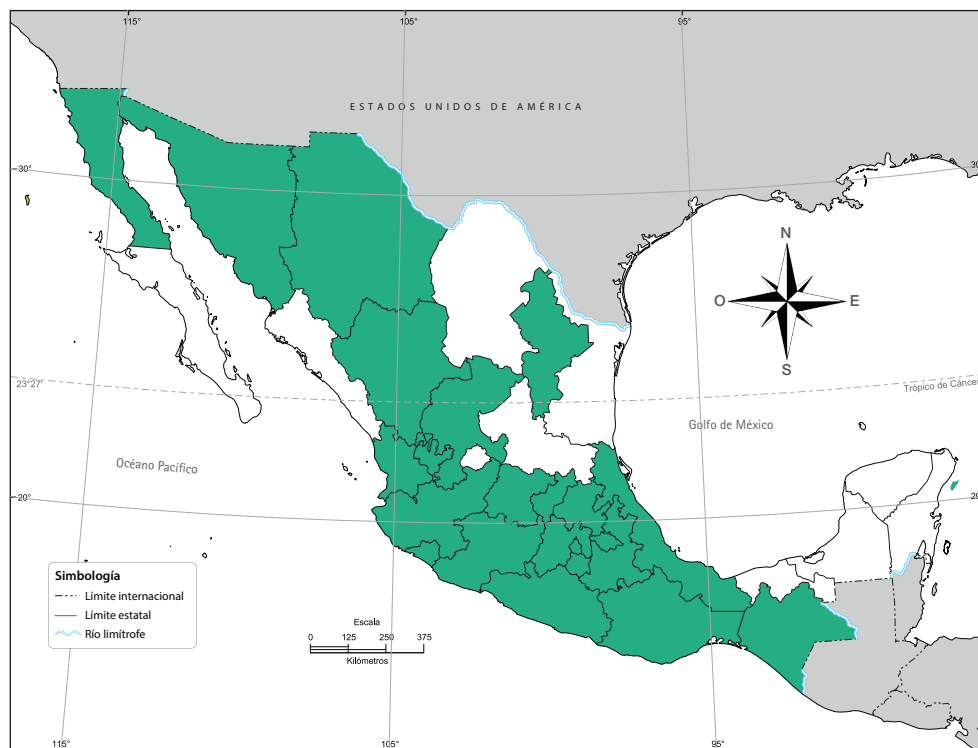 115°
105°
95°
ESTADOS UNIDOS DE AMÉRICA
30°
30
N
O
E
S
23°27'
Trópico de Cáncer
Golfo de México
Océano Pacífico
20°
20
Simbología
Límite internacional
Límite estatal
Río limítrofe
Escala
0 125 250 375
Kilómetros
115°
105°
95°